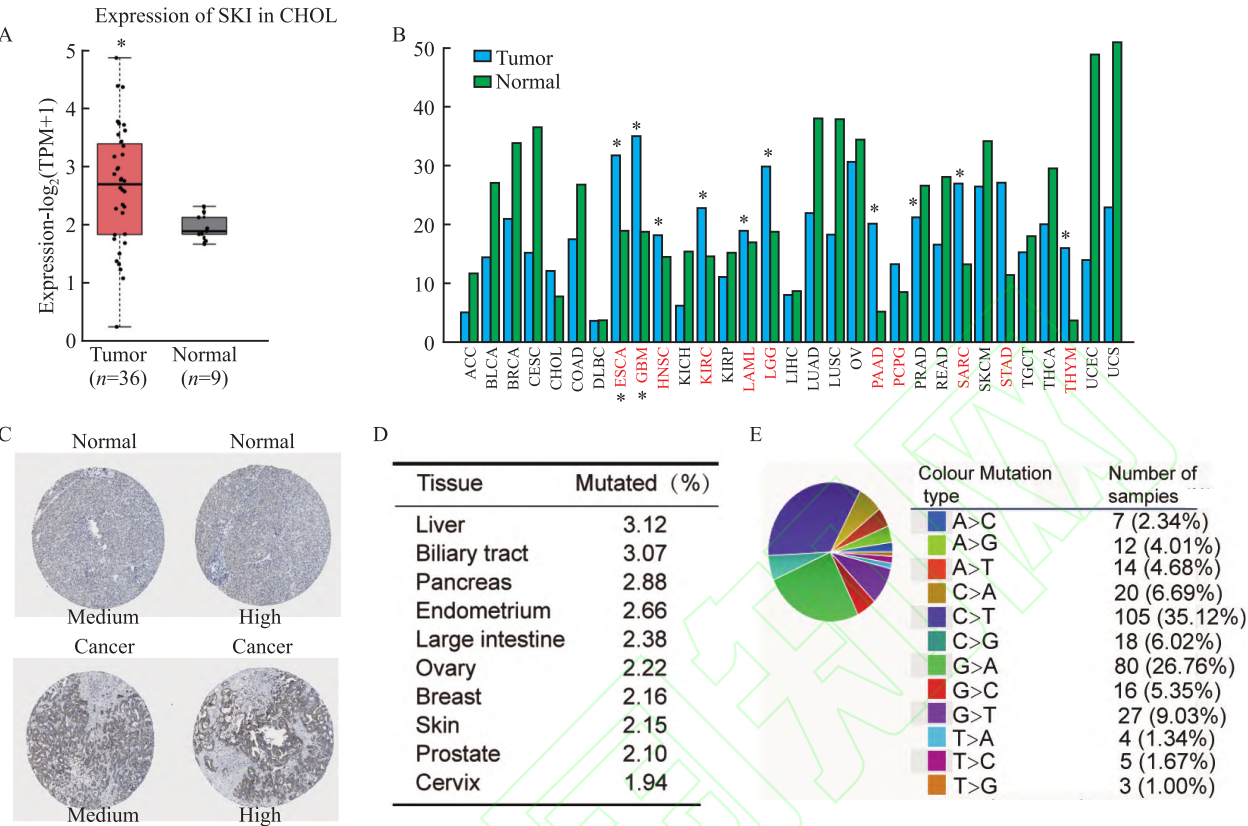 Expression of SKI in CHOL
A
*
Expression-log2(TPM+1)
5
4
3
2
1
0
Tumor
(n=36)
Normal
(n=9)
B
Tumor
Normal
50
40
30
20
10
0
* * * * * * * * * *
ACC
BLCA
BRCA
CESC
CHOL
COAD
DLBC
* ESCA
* GBM
HNSC
KICH
KIRC
KIRP
LAML
LGG
LIHC
LUAD
LUSC
OV
PAAD
PCPG
PRAD
READ
SARC
SKCM
STAD
TGCT
THCA
THYM
UCEC
UCS
C
Normal
Normal
Medium
High
Cancer
Cancer
Medium
High
D
Tissue Mutated（%）
Liver 3.12
Biliary tract 3.07
Pancreas 2.88
Endometrium 2.66
Large intestine 2.38
Ovary 2.22
Breast 2.16
Skin 2.15
Prostate 2.10
Cervix 1.94
E
Colour Mutation
type
Number of
sampies
A>C 7 (2.34%)
A>G 12 (4.01%)
A>T 14 (4.68%)
C>A 20 (6.69%)
C>T 105 (35.12%)
C>G 18 (6.02%)
G>A 80 (26.76%)
G>C 16 (5.35%)
G>T 27 (9.03%)
T>A 4 (1.34%)
T>C 5 (1.67%)
T>G 3 (1.00%)